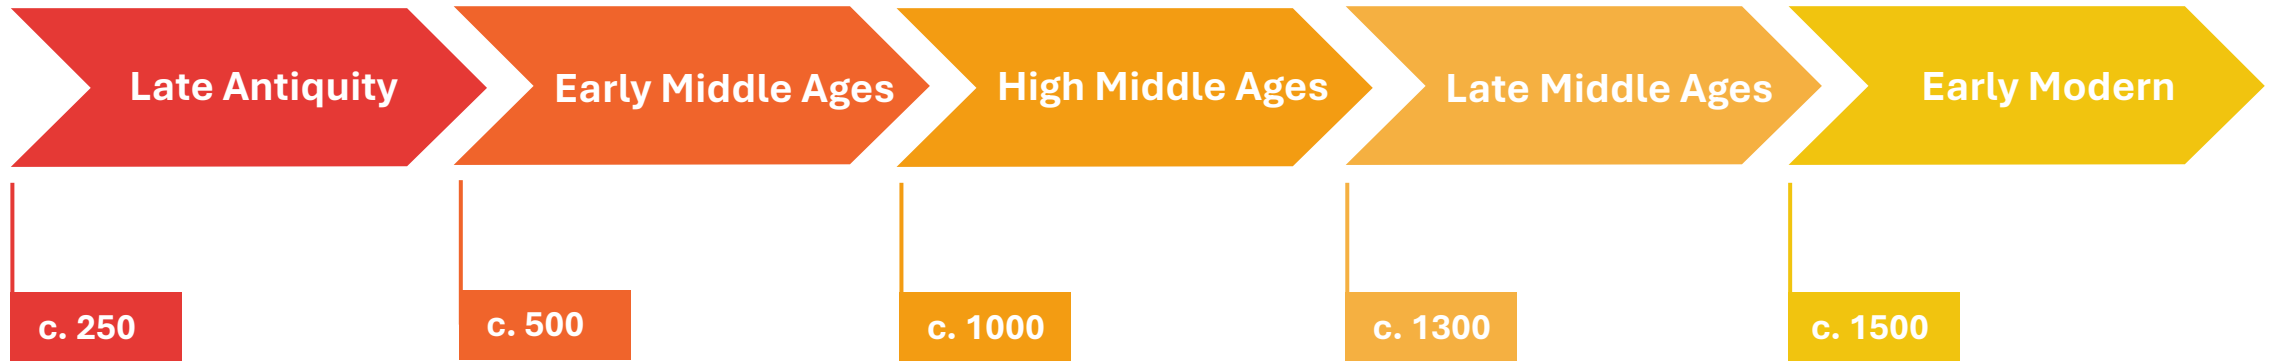 Late Antiquity
Early Middle Ages
High Middle Ages
Late Middle Ages
Early Modern
c. 250
c. 500
c. 1000
c. 1300
c. 1500